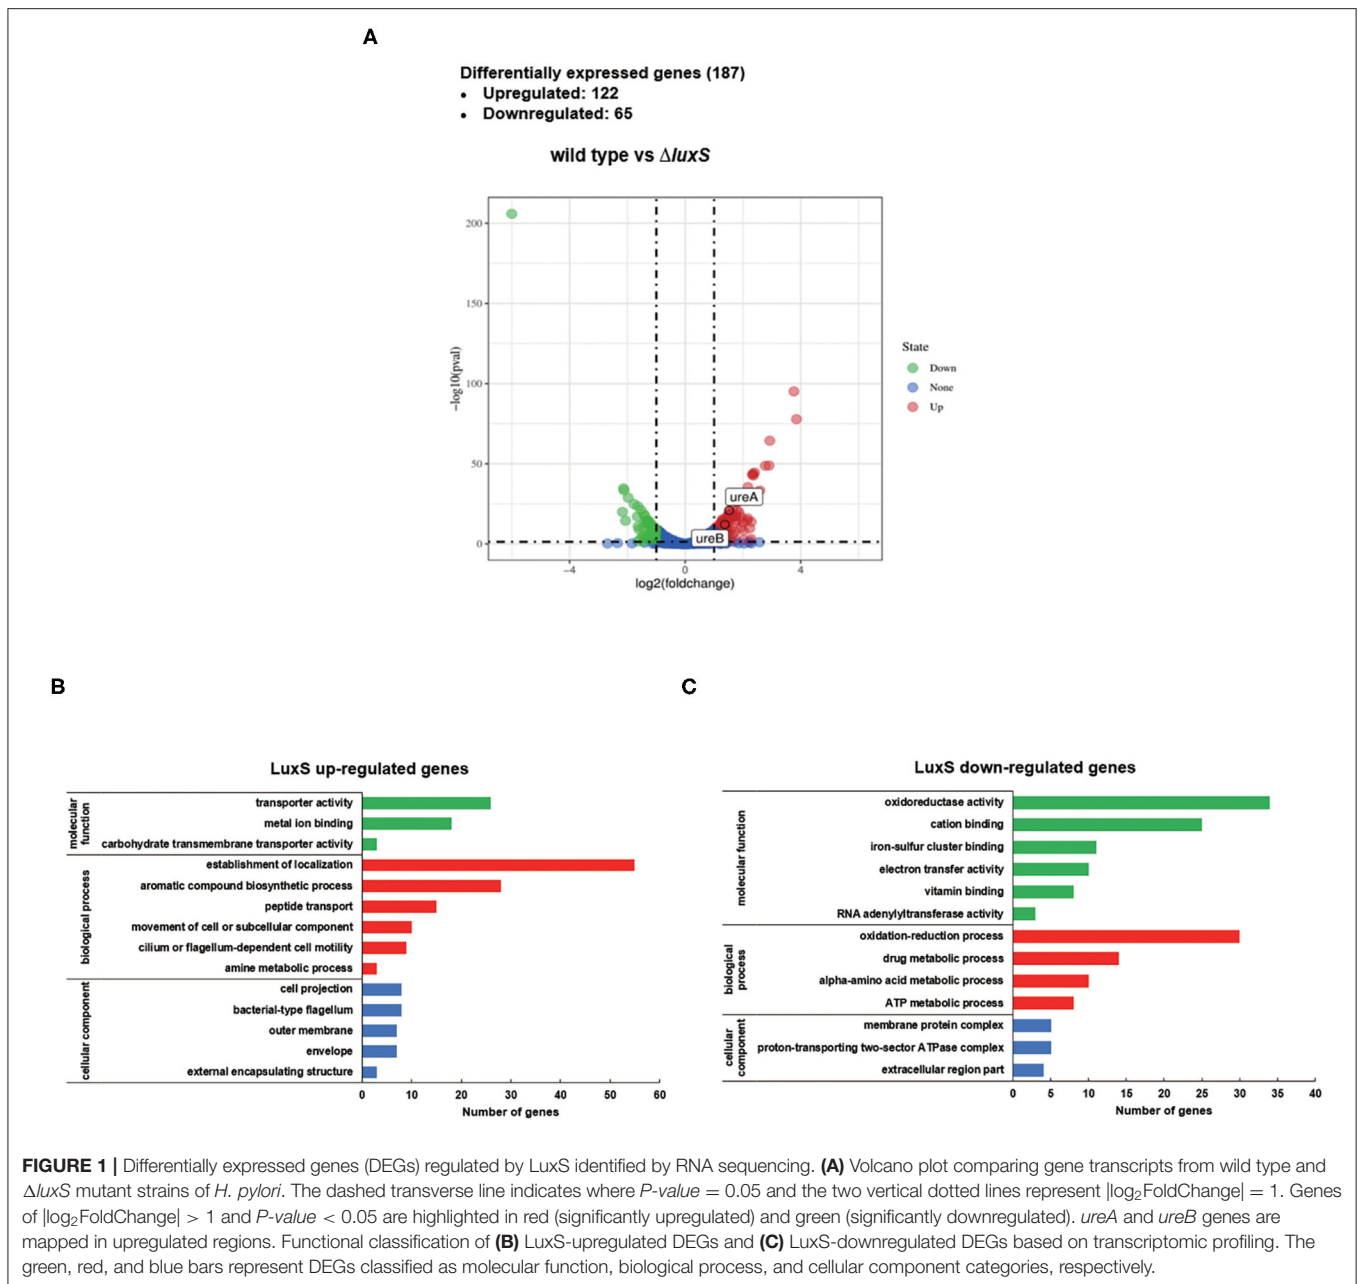 A
Differentially expressed genes (187)
• Upregulated: 122
• Downregulated: 65
wild type vs ΔluxS
200
150
100
50
0
−log10(pval)
−4
0
4
log2(foldchange)
ureA
ureB
State
Down
None
Up
B
LuxS up-regulated genes
molecular function
transporter activity
metal ion binding
carbohydrate transmembrane transporter activity
biological process
establishment of localization
aromatic compound biosynthetic process
peptide transport
movement of cell or subcellular component
cilium or flagellum-dependent cell motility
amine metabolic process
cellular component
cell projection
bacterial-type flagellum
outer membrane
envelope
external encapsulating structure
0 10 20 30 40 50 60
Number of genes
C
LuxS down-regulated genes
molecular function
oxidoreductase activity
cation binding
iron-sulfur cluster binding
electron transfer activity
vitamin binding
RNA adenylyltransferase activity
biological process
oxidation-reduction process
drug metabolic process
alpha-amino acid metabolic process
ATP metabolic process
cellular component
membrane protein complex
proton-transporting two-sector ATPase complex
extracellular region part
0 5 10 15 20 25 30 35 40
Number of genes
FIGURE 1 | Differentially expressed genes (DEGs) regulated by LuxS identified by RNA sequencing. (A) Volcano plot comparing gene transcripts from wild type and
ΔluxS mutant strains of H. pylori. The dashed transverse line indicates where P-value = 0.05 and the two vertical dotted lines represent |log₂FoldChange| = 1. Genes
of |log₂FoldChange| > 1 and P-value < 0.05 are highlighted in red (significantly upregulated) and green (significantly downregulated). ureA and ureB genes are
mapped in upregulated regions. Functional classification of (B) LuxS-upregulated DEGs and (C) LuxS-downregulated DEGs based on transcriptomic profiling. The
green, red, and blue bars represent DEGs classified as molecular function, biological process, and cellular component categories, respectively.